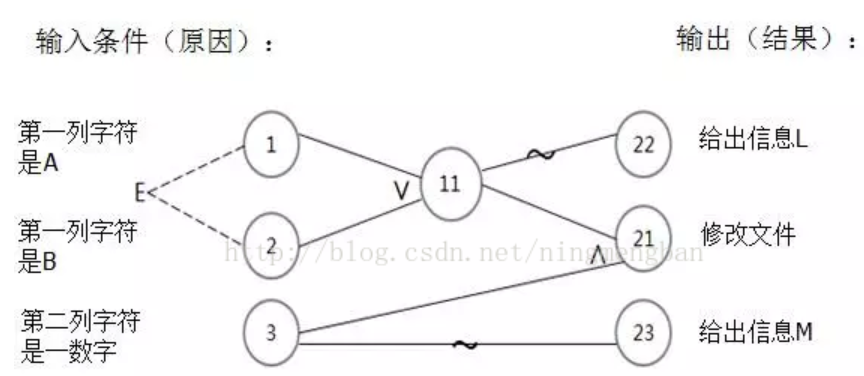 输入条件（原因）：
输出（结果）：
第一列字符
是A
1
22
给出信息L
11
E
V
第一列字符
是B
2
21
修改文件
http://blog.csdn.net/ningmengban
Λ
第二列字符
是一数字
3
23
给出信息M
~
~